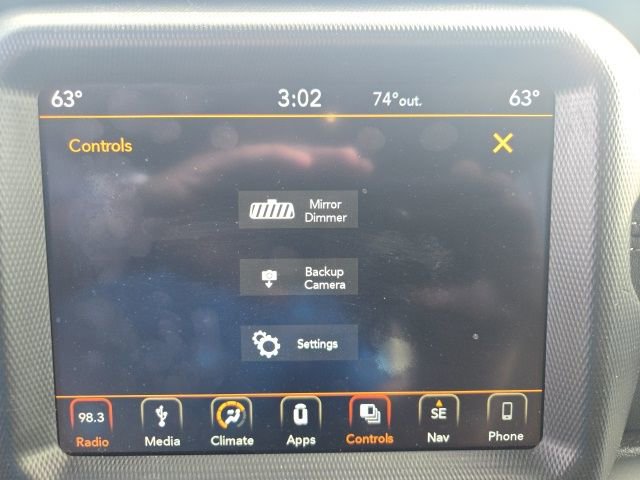 63° 3:02 74°out. 63°
Controls
Mirror
Dimmer
Backup
Camera
Settings
98.3 SE
Radio Media Climate Apps Controls Nav Phone